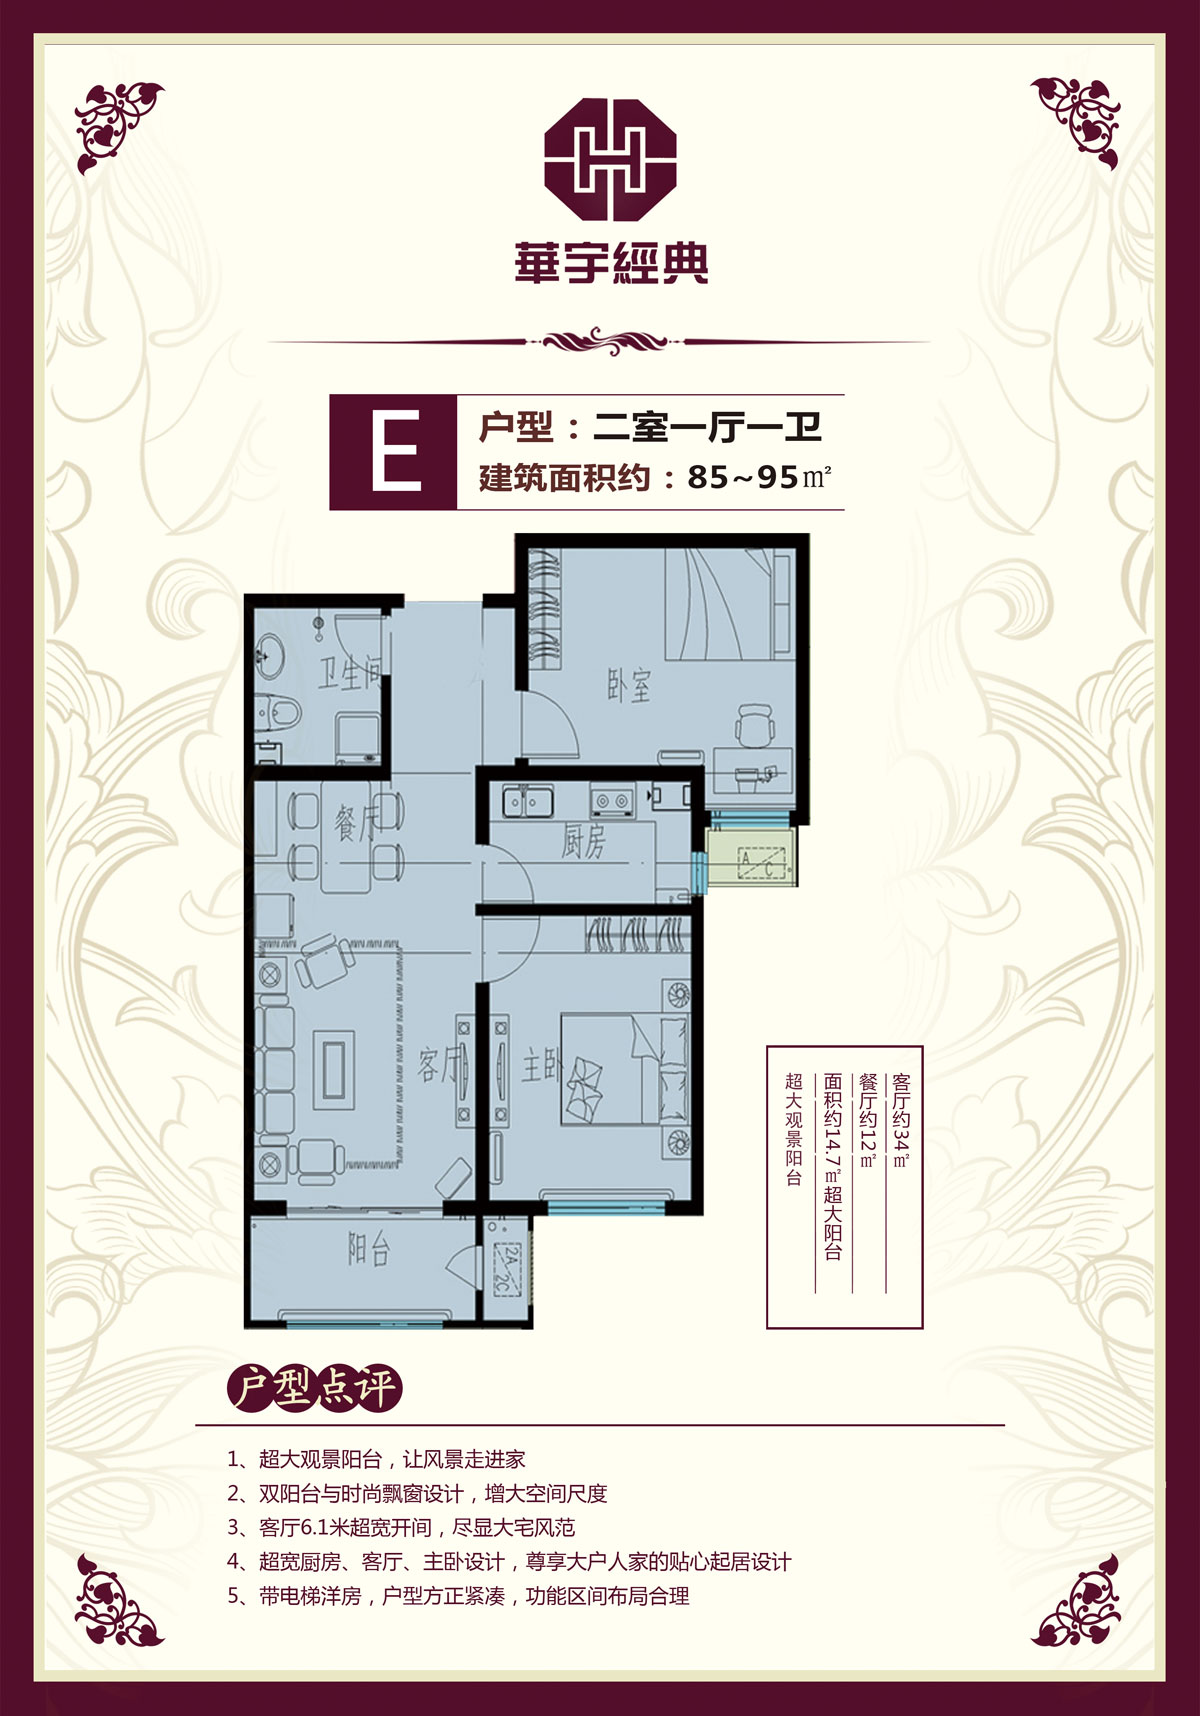 華宇經典
E
户型：二室一厅一卫
建筑面积约：85~95㎡
卫生间
卧室
餐厅
厨房
A
C
客厅
主卧
阳台
2A
2C
客厅约34㎡
餐厅约12㎡
面积约14.7㎡超大阳台
超大观景阳台
户型点评
1、超大观景阳台，让风景走进家
2、双阳台与时尚飘窗设计，增大空间尺度
3、客厅6.1米超宽开间，尽显大宅风范
4、超宽厨房、客厅、主卧设计，尊享大户人家的贴心起居设计
5、带电梯洋房，户型方正紧凑，功能区间布局合理